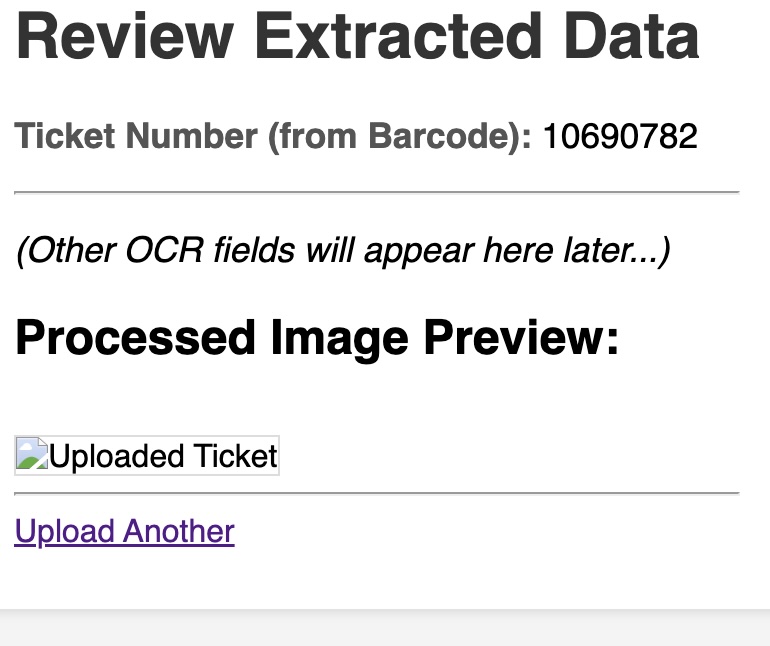 Review Extracted Data
Ticket Number (from Barcode): 10690782
(Other OCR fields will appear here later...)
Processed Image Preview:
Uploaded Ticket
Upload Another